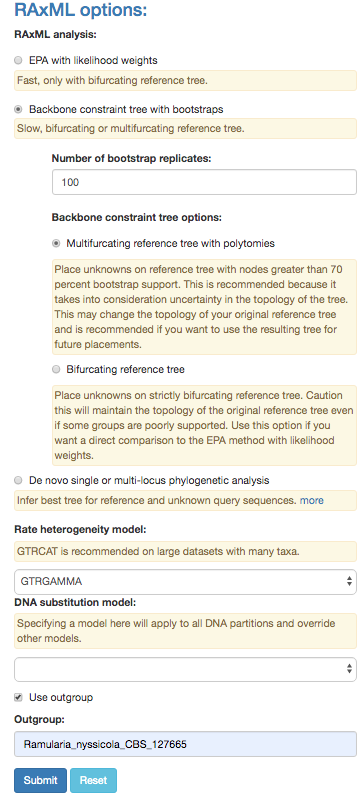 RAxML options:
RAxML analysis:
EPA with likelihood weights
Fast, only with bifurcating reference tree.
Backbone constraint tree with bootstraps
Slow, bifurcating or multifurcating reference tree.
Number of bootstrap replicates:
100
Backbone constraint tree options:
Multifurcating reference tree with polytomies
Place unknowns on reference tree with nodes greater than 70
percent bootstrap support. This is recommended because it
takes into consideration uncertainty in the topology of the tree.
This may change the topology of your original reference tree
and is recommended if you want to use the resulting tree for
future placements.
Bifurcating reference tree
Place unknowns on strictly bifurcating reference tree. Caution
this will maintain the topology of the original reference tree even
if some groups are poorly supported. Use this option if you
want a direct comparison to the EPA method with likelihood
weights.
De novo single or multi-locus phylogenetic analysis
Infer best tree for reference and unknown query sequences. more
Rate heterogeneity model:
GTRCAT is recommended on large datasets with many taxa.
GTRGAMMA
DNA substitution model:
Specifying a model here will apply to all DNA partitions and override
other models.
Use outgroup
Outgroup:
Ramularia_nyssicola_CBS_127665
Submit Reset